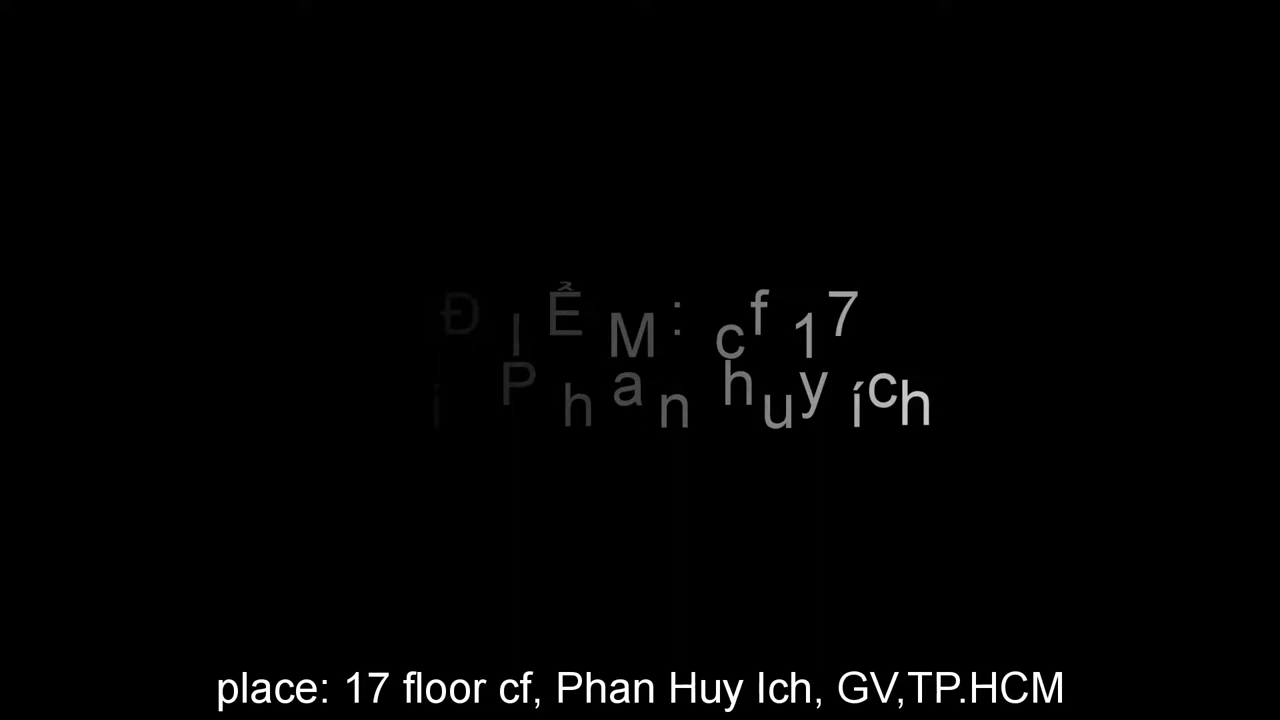 ĐIỂM: cf 17
Phan huy ích
place: 17 floor cf, Phan Huy Ich, GV,TP.HCM